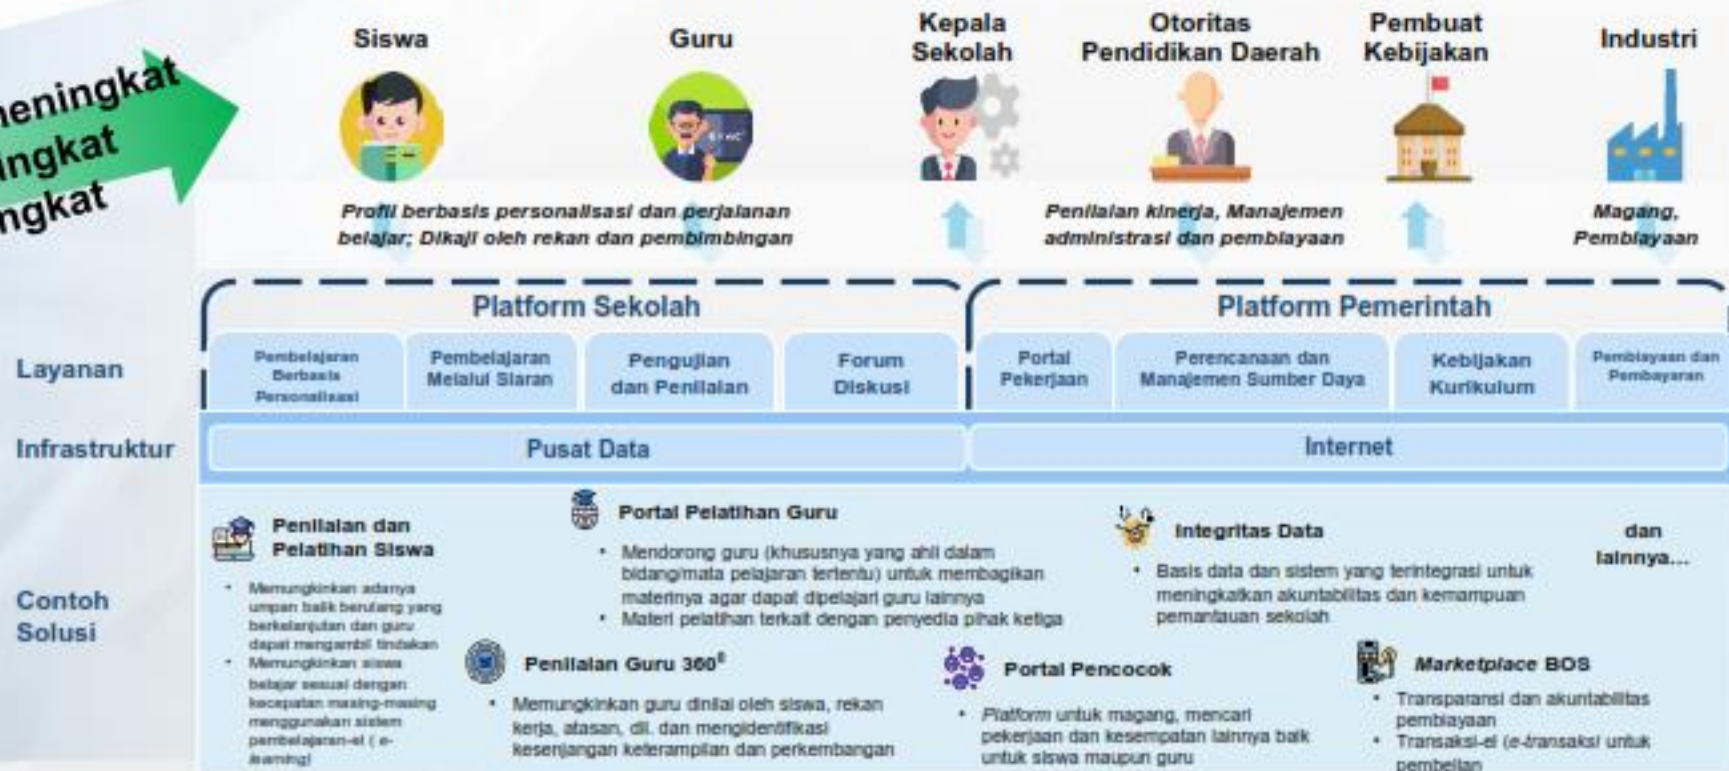 meningkat
ingkat
ngkat
Siswa
Guru
Kepala
Sekolah
Otoritas
Pendidikan Daerah
Pembuat
Kebijakan
Industri
Profil berbasis personalisasi dan perjalanan
belajar; Dikaji oleh rekan dan pembimbingan
Penilaian kinerja, Manajemen
administrasi dan pembiayaan
Magang,
Pembiayaan
Platform Sekolah
Platform Pemerintah
Layanan
Pembelajaran
Berbasis
Personalisasi
Pembelajaran
Melalui Siaran
Pengujian
dan Penilaian
Forum
Diskusi
Portal
Pekerjaan
Perencanaan dan
Manajemen Sumber Daya
Kebijakan
Kurikulum
Pembiayaan dan
Pembayaran
Infrastruktur
Pusat Data
Internet
Contoh
Solusi
Penilaian dan
Pelatihan Siswa
• Memungkinkan adanya
umpan balik berulang yang
berkelanjutan dan guru
dapat mengambil tindakan
• Memungkinkan siswa
belajar sesuai dengan
kecepatan masing-masing
menggunakan sistem
pembelajaran-el ( e-
learning)
Portal Pelatihan Guru
• Mendorong guru (khususnya yang ahli dalam
bidang/mata pelajaran tertentu) untuk membagikan
materinya agar dapat dipelajari guru lainnya
• Materi pelatihan terkait dengan penyedia pihak ketiga
Integritas Data
• Basis data dan sistem yang terintegrasi untuk
meningkatkan akuntabilitas dan kemampuan
pemantauan sekolah
dan
lainnya...
Penilaian Guru 360⁰
• Memungkinkan guru dinilai oleh siswa, rekan
kerja, atasan, dll. dan mengidentifikasi
kesenjangan keterampilan dan perkembangan
Portal Pencocok
• Platform untuk magang, mencari
pekerjaan dan kesempatan lainnya baik
untuk siswa maupun guru
Marketplace BOS
• Transparansi dan akuntabilitas
pembiayaan
• Transaksi-el (e-transaksi untuk
pembelian